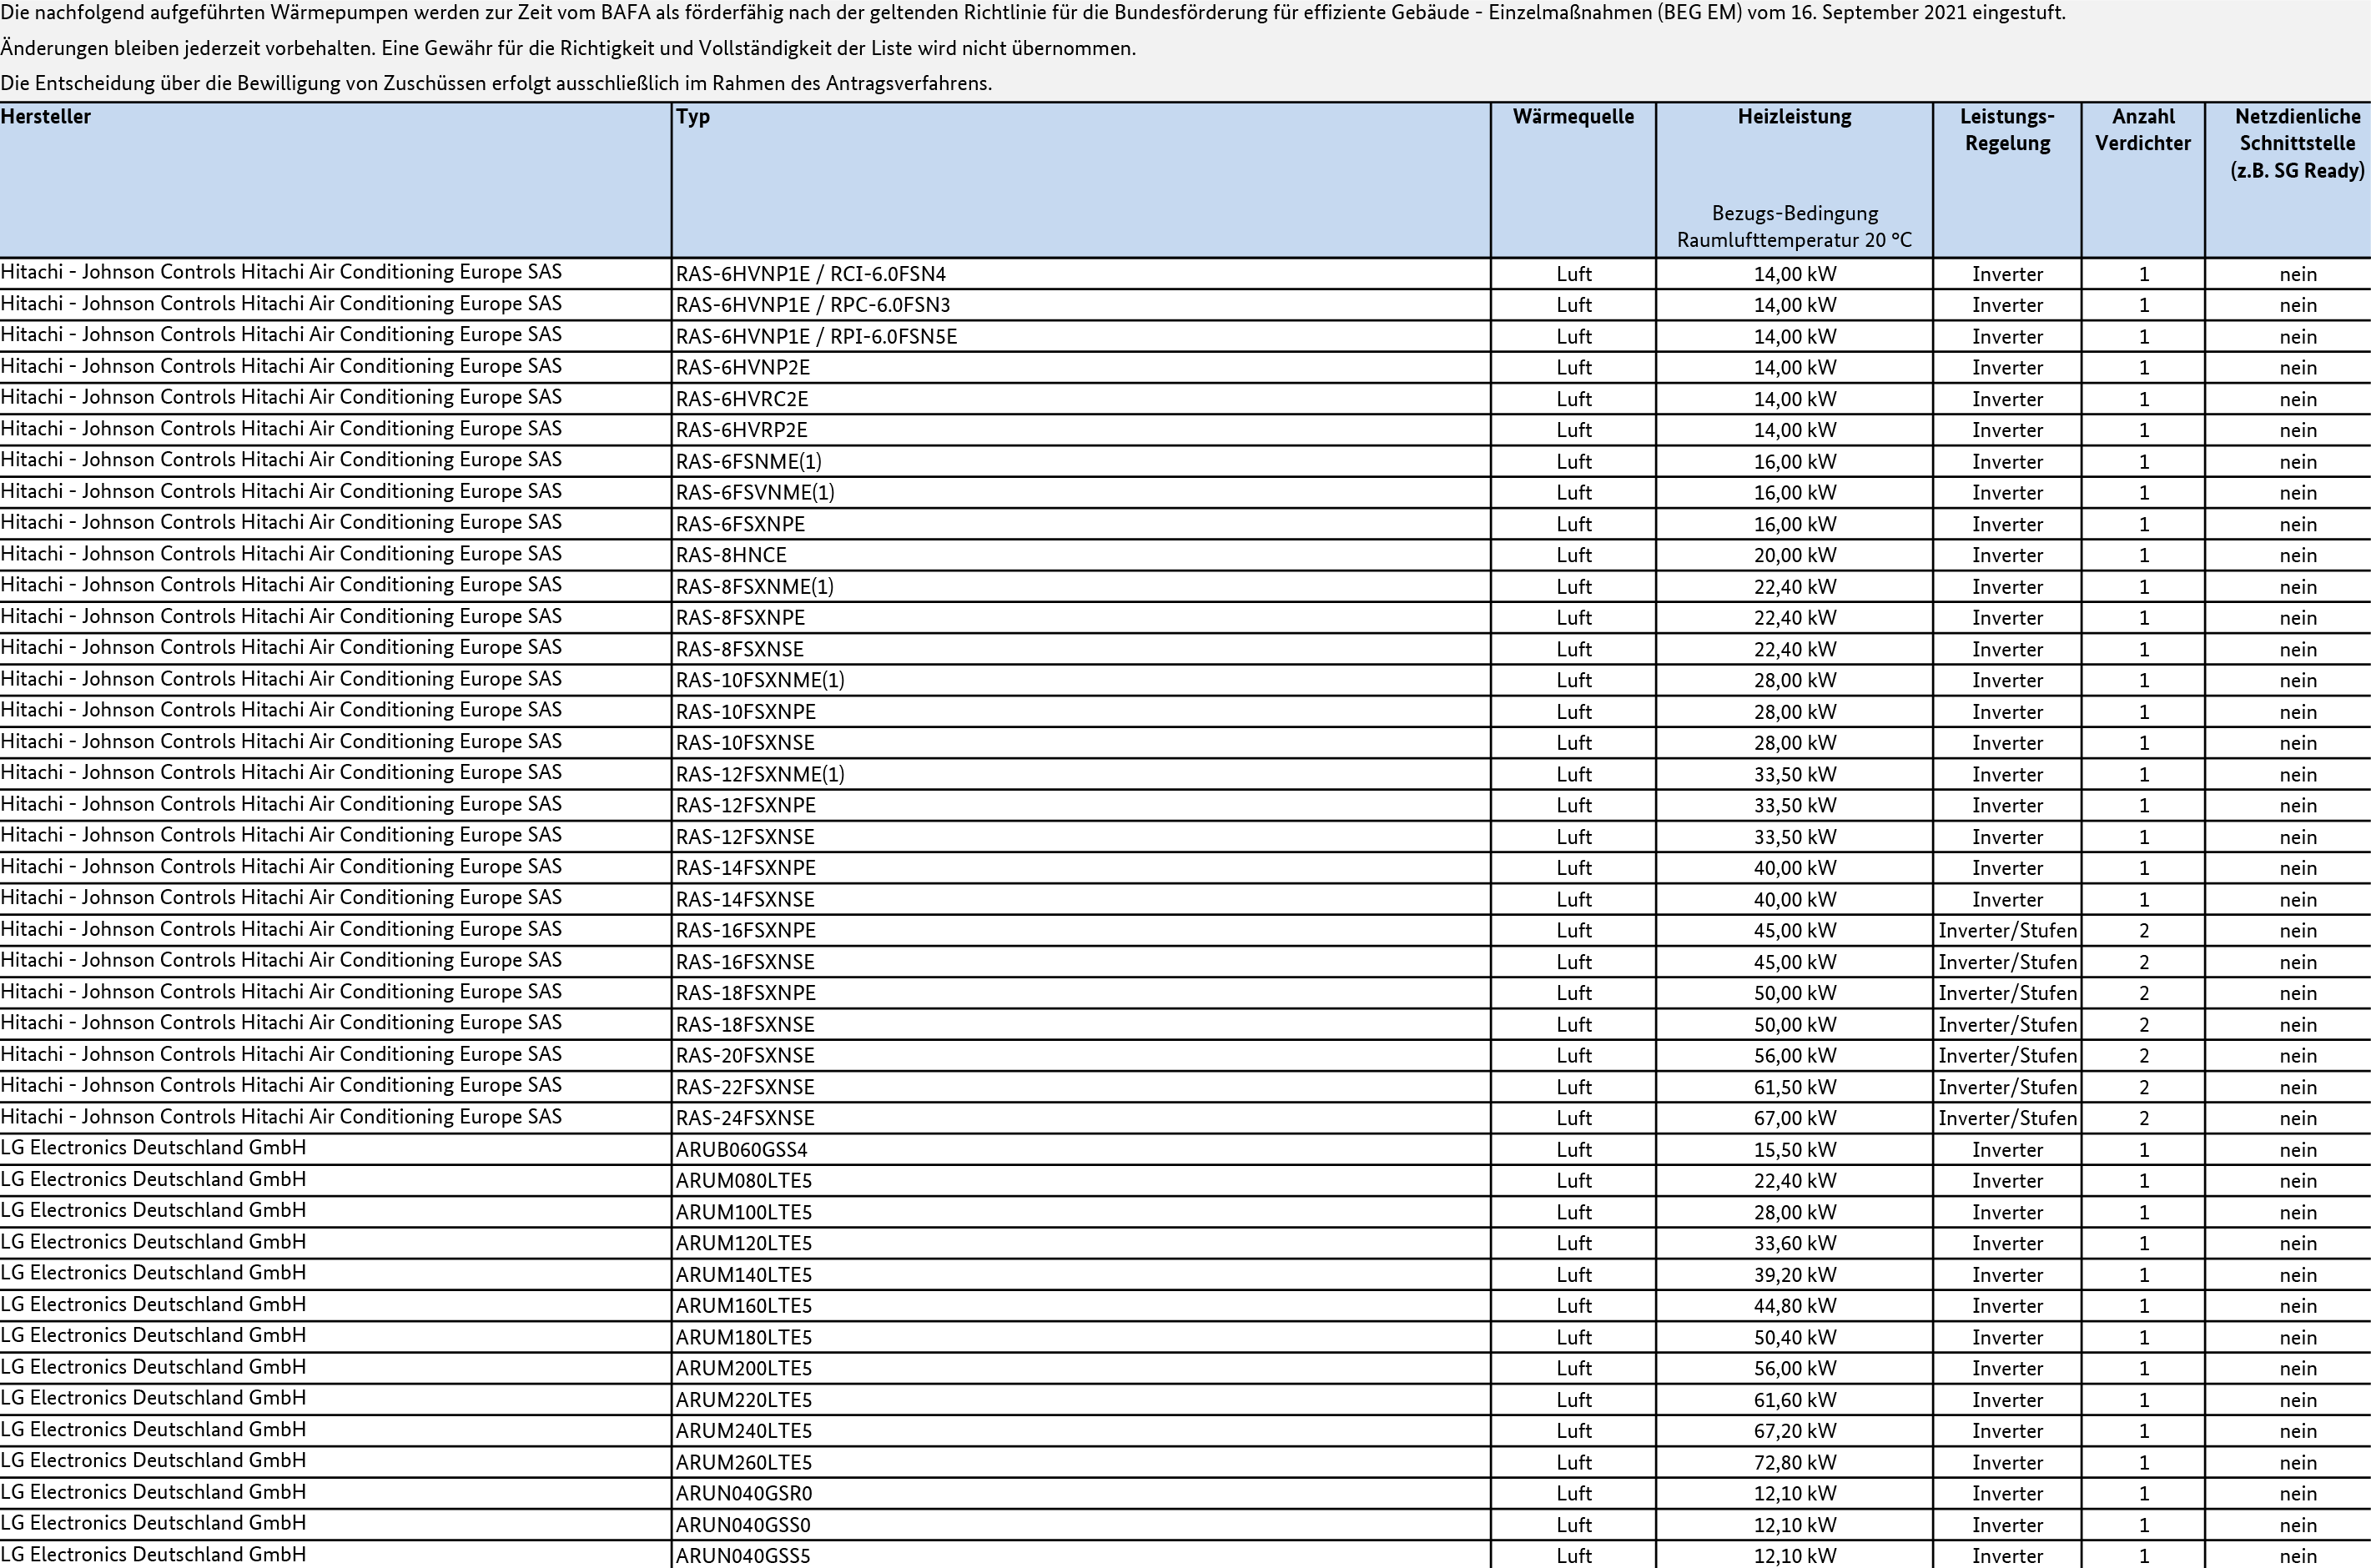 Die nachfolgend aufgeführten Wärmepumpen werden zur Zeit vom BAFA als förderfähig nach der geltenden Richtlinie für die Bundesförderung für effiziente Gebäude - Einzelmaßnahmen (BEG EM) vom 16. September 2021 eingestuft.
Änderungen bleiben jederzeit vorbehalten. Eine Gewähr für die Richtigkeit und Vollständigkeit der Liste wird nicht übernommen.
Die Entscheidung über die Bewilligung von Zuschüssen erfolgt ausschließlich im Rahmen des Antragsverfahrens.
Hersteller Typ Wärmequelle Heizleistung Leistungs- Anzahl Netzdienliche
Regelung Verdichter Schnittstelle
(z.B. SG Ready)
Bezugs-Bedingung
Raumlufttemperatur 20 °C
Hitachi - Johnson Controls Hitachi Air Conditioning Europe SAS RAS-6HVNP1E / RCI-6.0FSN4 Luft 14,00 kW Inverter 1 nein
Hitachi - Johnson Controls Hitachi Air Conditioning Europe SAS RAS-6HVNP1E / RPC-6.0FSN3 Luft 14,00 kW Inverter 1 nein
Hitachi - Johnson Controls Hitachi Air Conditioning Europe SAS RAS-6HVNP1E / RPI-6.0FSN5E Luft 14,00 kW Inverter 1 nein
Hitachi - Johnson Controls Hitachi Air Conditioning Europe SAS RAS-6HVNP2E Luft 14,00 kW Inverter 1 nein
Hitachi - Johnson Controls Hitachi Air Conditioning Europe SAS RAS-6HVRC2E Luft 14,00 kW Inverter 1 nein
Hitachi - Johnson Controls Hitachi Air Conditioning Europe SAS RAS-6HVRP2E Luft 14,00 kW Inverter 1 nein
Hitachi - Johnson Controls Hitachi Air Conditioning Europe SAS RAS-6FSNME(1) Luft 16,00 kW Inverter 1 nein
Hitachi - Johnson Controls Hitachi Air Conditioning Europe SAS RAS-6FSVNME(1) Luft 16,00 kW Inverter 1 nein
Hitachi - Johnson Controls Hitachi Air Conditioning Europe SAS RAS-6FSXNPE Luft 16,00 kW Inverter 1 nein
Hitachi - Johnson Controls Hitachi Air Conditioning Europe SAS RAS-8HNCE Luft 20,00 kW Inverter 1 nein
Hitachi - Johnson Controls Hitachi Air Conditioning Europe SAS RAS-8FSXNME(1) Luft 22,40 kW Inverter 1 nein
Hitachi - Johnson Controls Hitachi Air Conditioning Europe SAS RAS-8FSXNPE Luft 22,40 kW Inverter 1 nein
Hitachi - Johnson Controls Hitachi Air Conditioning Europe SAS RAS-8FSXNSE Luft 22,40 kW Inverter 1 nein
Hitachi - Johnson Controls Hitachi Air Conditioning Europe SAS RAS-10FSXNME(1) Luft 28,00 kW Inverter 1 nein
Hitachi - Johnson Controls Hitachi Air Conditioning Europe SAS RAS-10FSXNPE Luft 28,00 kW Inverter 1 nein
Hitachi - Johnson Controls Hitachi Air Conditioning Europe SAS RAS-10FSXNSE Luft 28,00 kW Inverter 1 nein
Hitachi - Johnson Controls Hitachi Air Conditioning Europe SAS RAS-12FSXNME(1) Luft 33,50 kW Inverter 1 nein
Hitachi - Johnson Controls Hitachi Air Conditioning Europe SAS RAS-12FSXNPE Luft 33,50 kW Inverter 1 nein
Hitachi - Johnson Controls Hitachi Air Conditioning Europe SAS RAS-12FSXNSE Luft 33,50 kW Inverter 1 nein
Hitachi - Johnson Controls Hitachi Air Conditioning Europe SAS RAS-14FSXNPE Luft 40,00 kW Inverter 1 nein
Hitachi - Johnson Controls Hitachi Air Conditioning Europe SAS RAS-14FSXNSE Luft 40,00 kW Inverter 1 nein
Hitachi - Johnson Controls Hitachi Air Conditioning Europe SAS RAS-16FSXNPE Luft 45,00 kW Inverter/Stufen 2 nein
Hitachi - Johnson Controls Hitachi Air Conditioning Europe SAS RAS-16FSXNSE Luft 45,00 kW Inverter/Stufen 2 nein
Hitachi - Johnson Controls Hitachi Air Conditioning Europe SAS RAS-18FSXNPE Luft 50,00 kW Inverter/Stufen 2 nein
Hitachi - Johnson Controls Hitachi Air Conditioning Europe SAS RAS-18FSXNSE Luft 50,00 kW Inverter/Stufen 2 nein
Hitachi - Johnson Controls Hitachi Air Conditioning Europe SAS RAS-20FSXNSE Luft 56,00 kW Inverter/Stufen 2 nein
Hitachi - Johnson Controls Hitachi Air Conditioning Europe SAS RAS-22FSXNSE Luft 61,50 kW Inverter/Stufen 2 nein
Hitachi - Johnson Controls Hitachi Air Conditioning Europe SAS RAS-24FSXNSE Luft 67,00 kW Inverter/Stufen 2 nein
LG Electronics Deutschland GmbH ARUB060GSS4 Luft 15,50 kW Inverter 1 nein
LG Electronics Deutschland GmbH ARUM080LTE5 Luft 22,40 kW Inverter 1 nein
LG Electronics Deutschland GmbH ARUM100LTE5 Luft 28,00 kW Inverter 1 nein
LG Electronics Deutschland GmbH ARUM120LTE5 Luft 33,60 kW Inverter 1 nein
LG Electronics Deutschland GmbH ARUM140LTE5 Luft 39,20 kW Inverter 1 nein
LG Electronics Deutschland GmbH ARUM160LTE5 Luft 44,80 kW Inverter 1 nein
LG Electronics Deutschland GmbH ARUM180LTE5 Luft 50,40 kW Inverter 1 nein
LG Electronics Deutschland GmbH ARUM200LTE5 Luft 56,00 kW Inverter 1 nein
LG Electronics Deutschland GmbH ARUM220LTE5 Luft 61,60 kW Inverter 1 nein
LG Electronics Deutschland GmbH ARUM240LTE5 Luft 67,20 kW Inverter 1 nein
LG Electronics Deutschland GmbH ARUM260LTE5 Luft 72,80 kW Inverter 1 nein
LG Electronics Deutschland GmbH ARUN040GSR0 Luft 12,10 kW Inverter 1 nein
LG Electronics Deutschland GmbH ARUN040GSS0 Luft 12,10 kW Inverter 1 nein
LG Electronics Deutschland GmbH ARUN040GSS5 Luft 12,10 kW Inverter 1 nein